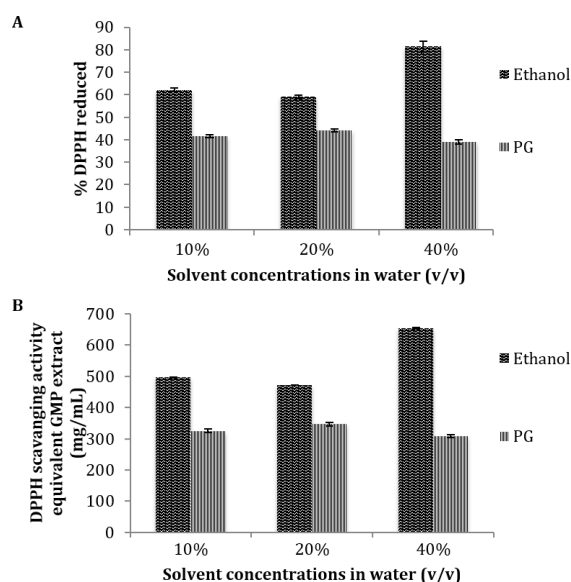 A
90
80
70
60
50
40
30
20
10
0
% DPPH reduced
10%
20%
40%
Solvent concentrations in water (v/v)
Ethanol
PG
B
700
600
500
400
300
200
100
0
DPPH scavanging activity
equivalent GMP extract
(mg/mL)
10%
20%
40%
Solvent concentrations in water (v/v)
Ethanol
PG